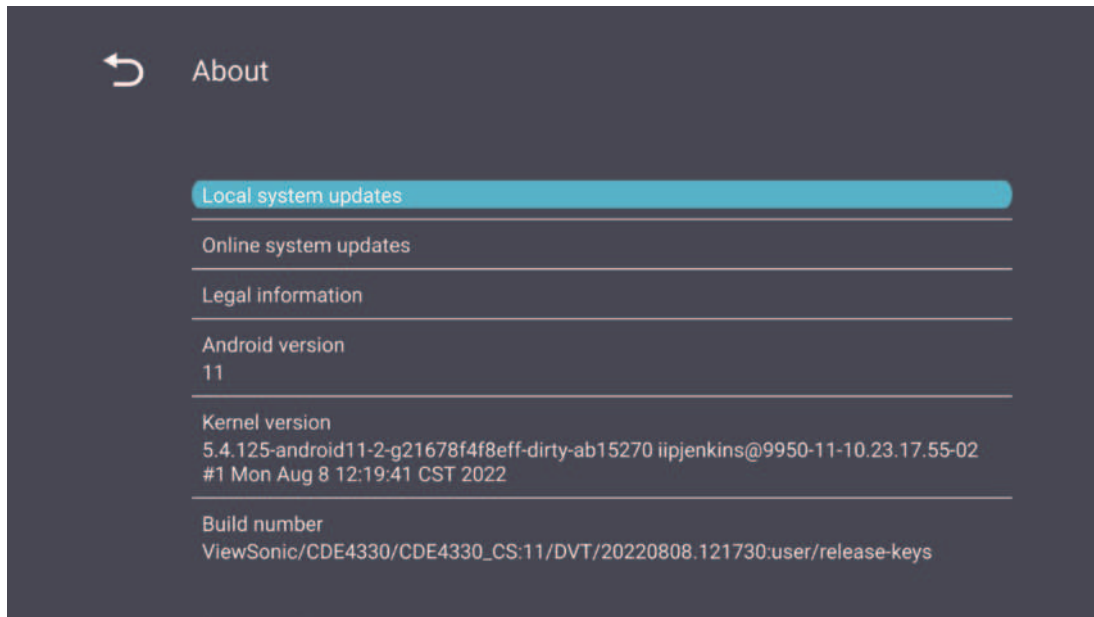 About
Local system updates
Online system updates
Legal information
Android version
11
Kernel version
5.4.125-android11-2-g21678f4f8eff-dirty-ab15270 iipjenkins@9950-11-10.23.17.55-02
#1 Mon Aug 8 12:19:41 CST 2022
Build number
ViewSonic/CDE4330/CDE4330_CS:11/DVT/20220808.121730:user/release-keys